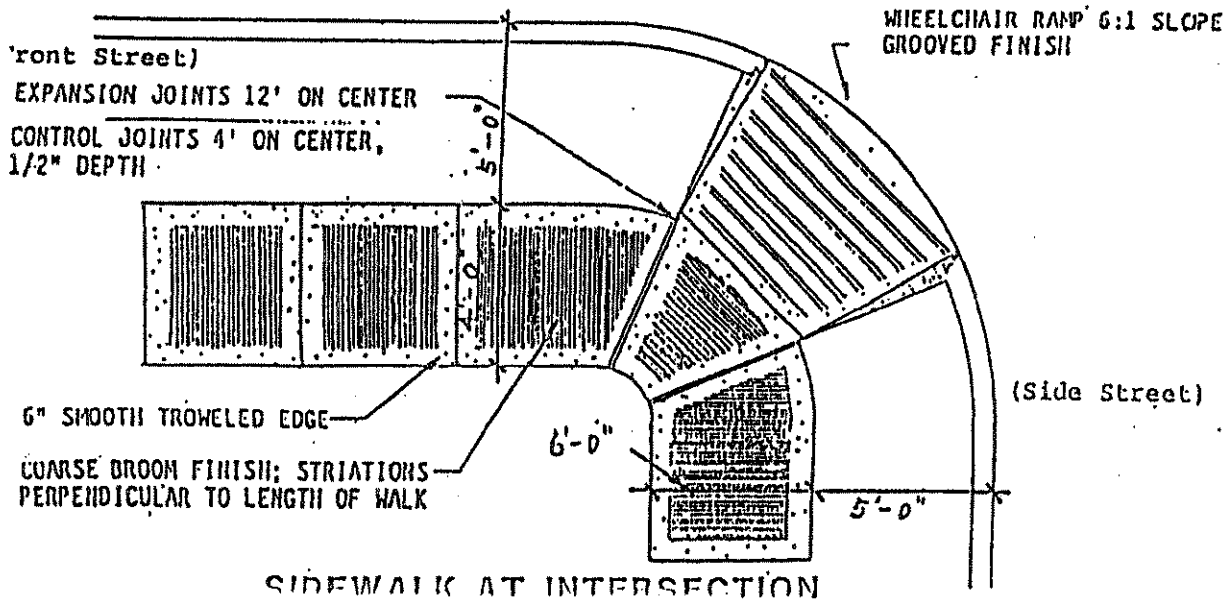 WHEELCHAIR RAMP 6:1 SLOPE
GROOVED FINISH
'ront Street)
EXPANSION JOINTS 12' ON CENTER
CONTROL JOINTS 4' ON CENTER,
1/2" DEPTH
5'-0"
4'-0"
6" SMOOTH TROWELED EDGE
COARSE BROOM FINISH; STRIATIONS
PERPENDICULAR TO LENGTH OF WALK
6'-0"
(Side Street)
5'-0"
SIDEWALK AT INTERSECTION